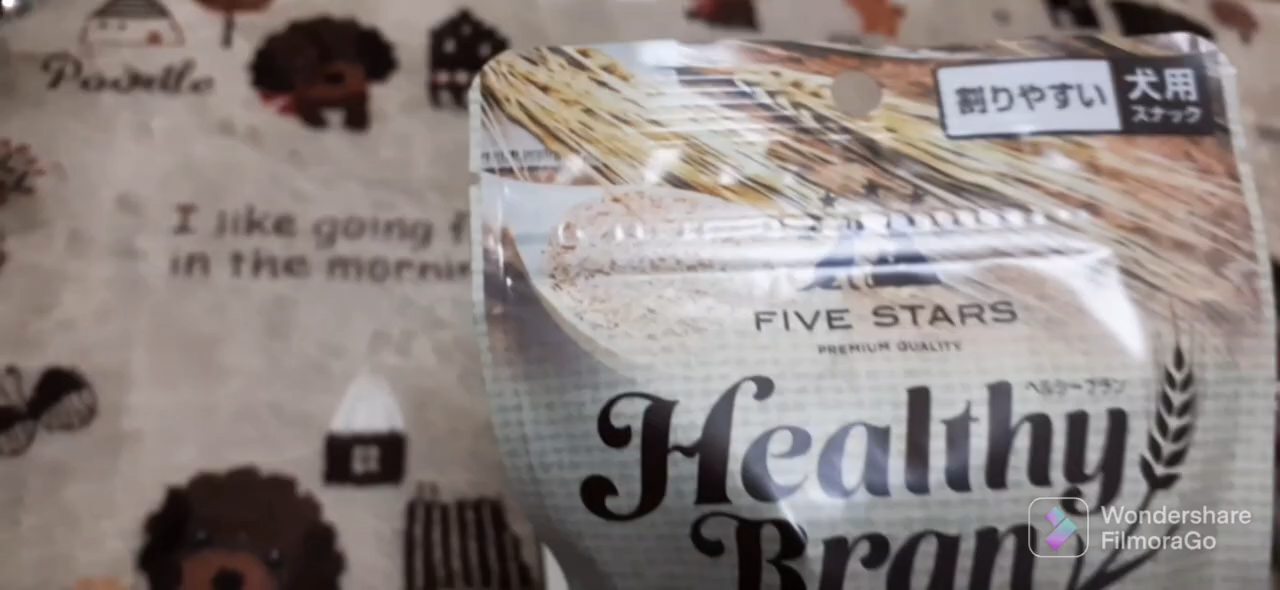 I like going f
in the mornin
割りやすい
犬用
スナック
FIVE STARS
PREMIUM QUALITY
ヘルシーブラン
Healthy
Bran
Wondershare
FilmoraGo